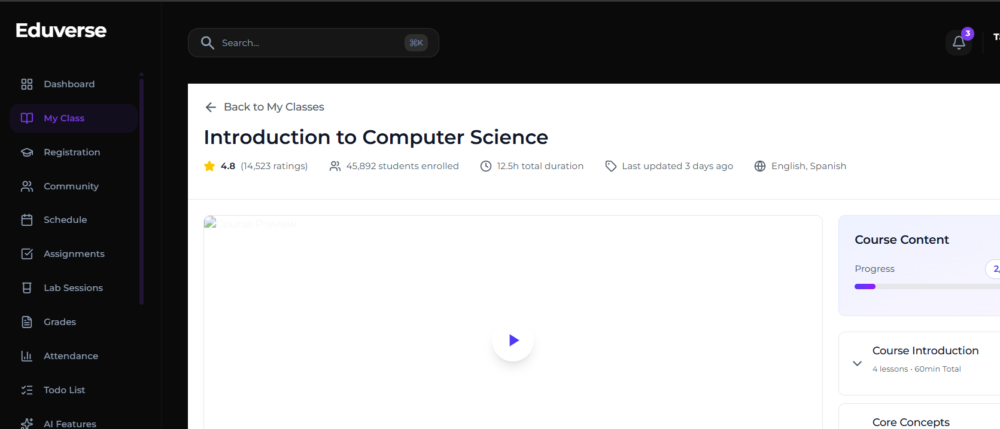 Eduverse
Search...
⌘K
3
Dashboard
My Class
Registration
Community
Schedule
Assignments
Lab Sessions
Grades
Attendance
Todo List
AI Features
Back to My Classes
Introduction to Computer Science
4.8 (14,523 ratings) 45,892 students enrolled 12.5h total duration Last updated 3 days ago English, Spanish
Course Preview
Course Content
Progress
Course Introduction
4 lessons • 60min Total
Core Concepts